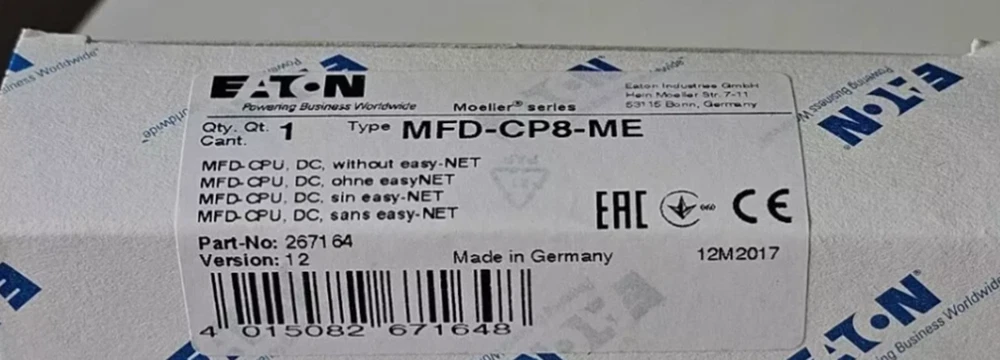 EATON
Powering Business Worldwide
Moeller® series
Eaton Industries GmbH
Hein Moeller Str. 7-11
53115 Bonn, Germany
Qty. Qt.
Cant.
1
Type MFD-CP8-ME
MFD-CPU, DC, without easy-NET
MFD-CPU, DC, ohne easyNET
MFD-CPU, DC, sin easy-NET
MFD-CPU, DC, sans easy-NET
EAC
CE
Part-No: 267164
Version: 12
Made in Germany
12M2017
4 015082 671648
EATON
Powering Business Worldwide
EATON
Powering Business Worldwide